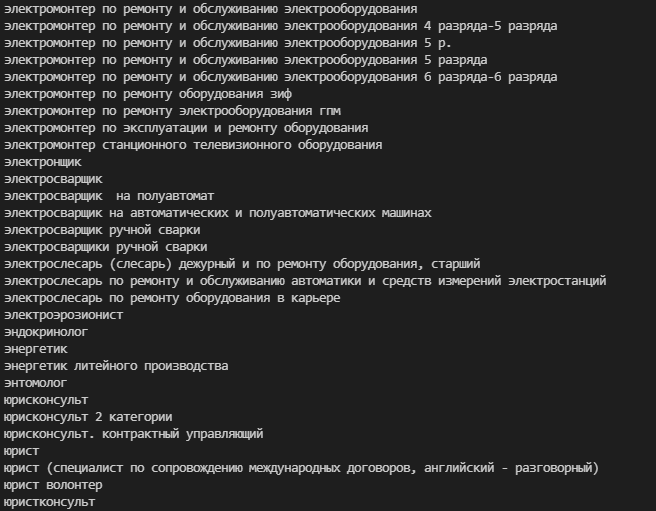 электромонтер по ремонту и обслуживанию электрооборудования
электромонтер по ремонту и обслуживанию электрооборудования 4 разряда-5 разряда
электромонтер по ремонту и обслуживанию электрооборудования 5 р.
электромонтер по ремонту и обслуживанию электрооборудования 5 разряда
электромонтер по ремонту и обслуживанию электрооборудования 6 разряда-6 разряда
электромонтер по ремонту оборудования зиф
электромонтер по ремонту электрооборудования гпм
электромонтер по эксплуатации и ремонту оборудования
электромонтер станционного телевизионного оборудования
электронщик
электросварщик
электросварщик  на полуавтомат
электросварщик на автоматических и полуавтоматических машинах
электросварщик ручной сварки
электросварщики ручной сварки
электрослесарь (слесарь) дежурный и по ремонту оборудования, старший
электрослесарь по ремонту и обслуживанию автоматики и средств измерений электростанций
электрослесарь по ремонту оборудования в карьере
электроэрозионист
эндокринолог
энергетик
энергетик литейного производства
энтомолог
юрисконсульт
юрисконсульт 2 категории
юрисконсульт. контрактный управляющий
юрист
юрист (специалист по сопровождению международных договоров, английский - разговорный)
юрист волонтер
юристконсульт